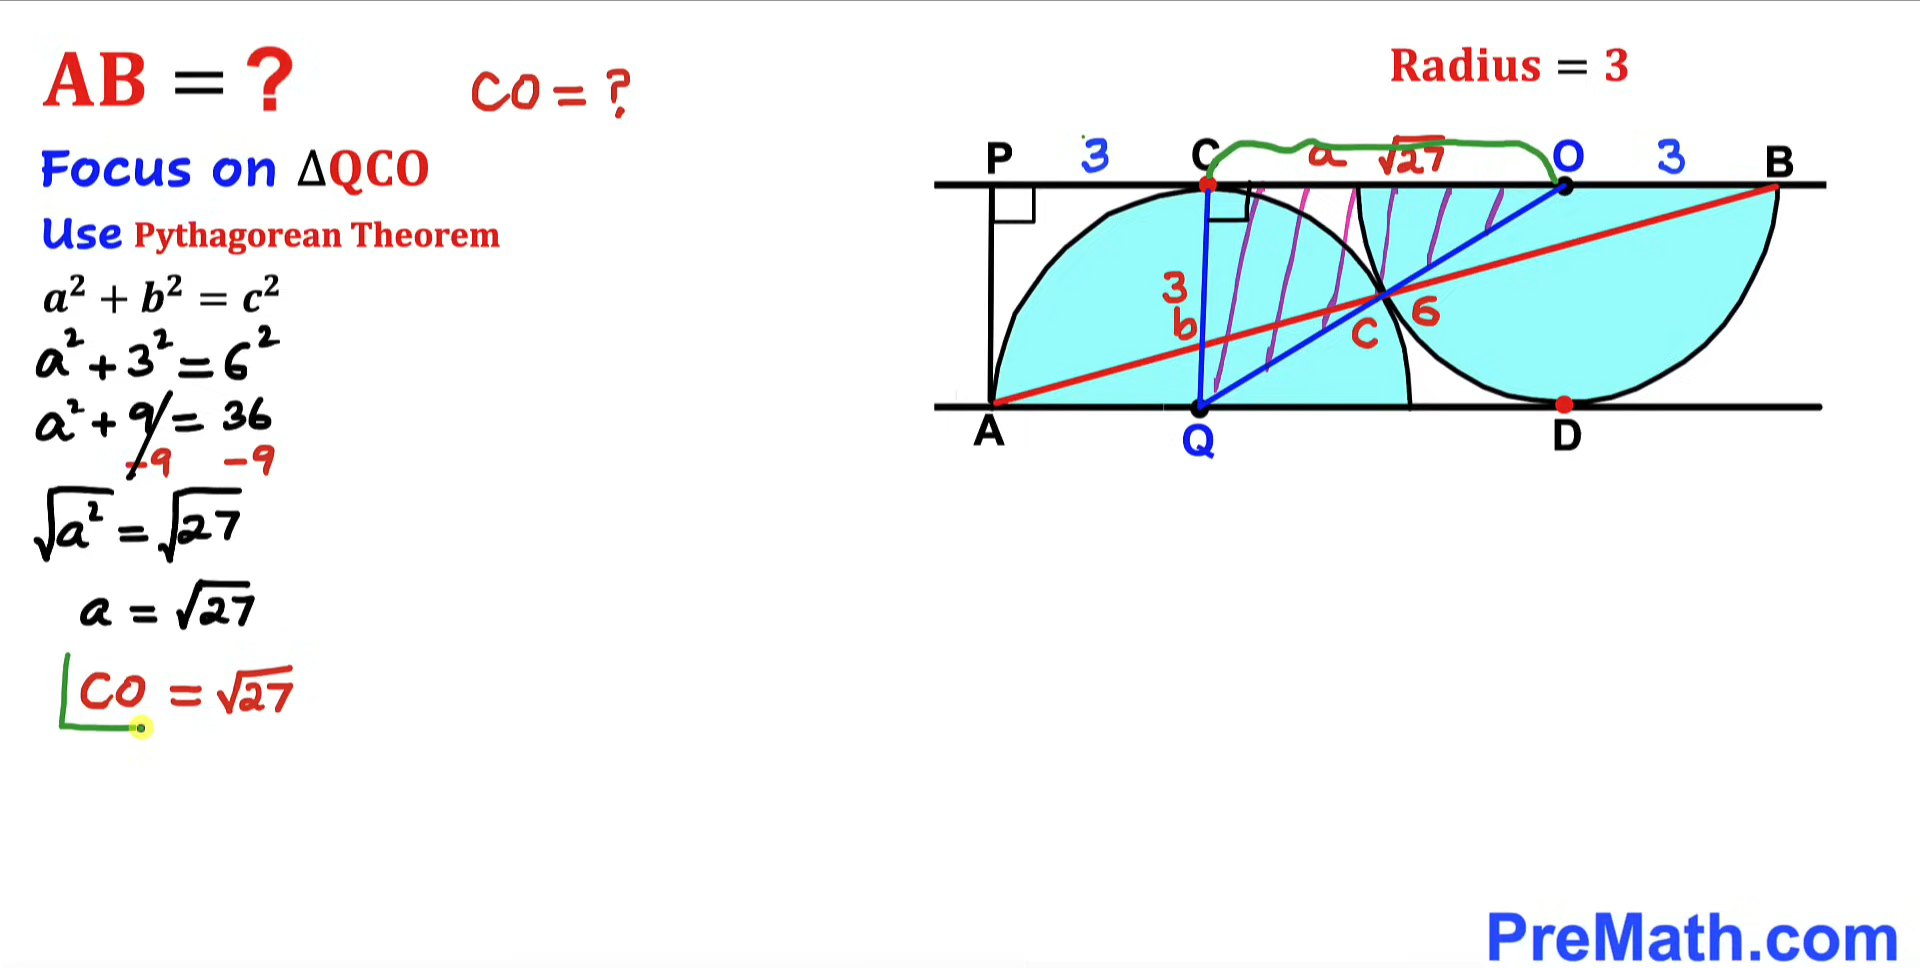 AB = ?
CO = ?
Radius = 3
Focus on ΔQCO
Use Pythagorean Theorem
a² + b² = c²
a² + 3² = 6²
a² + 9 = 36
-9 -9
√a² = √27
a = √27
CO = √27
P 3 C a √27 O 3 B
3
b
c 6
A Q D
PreMath.com